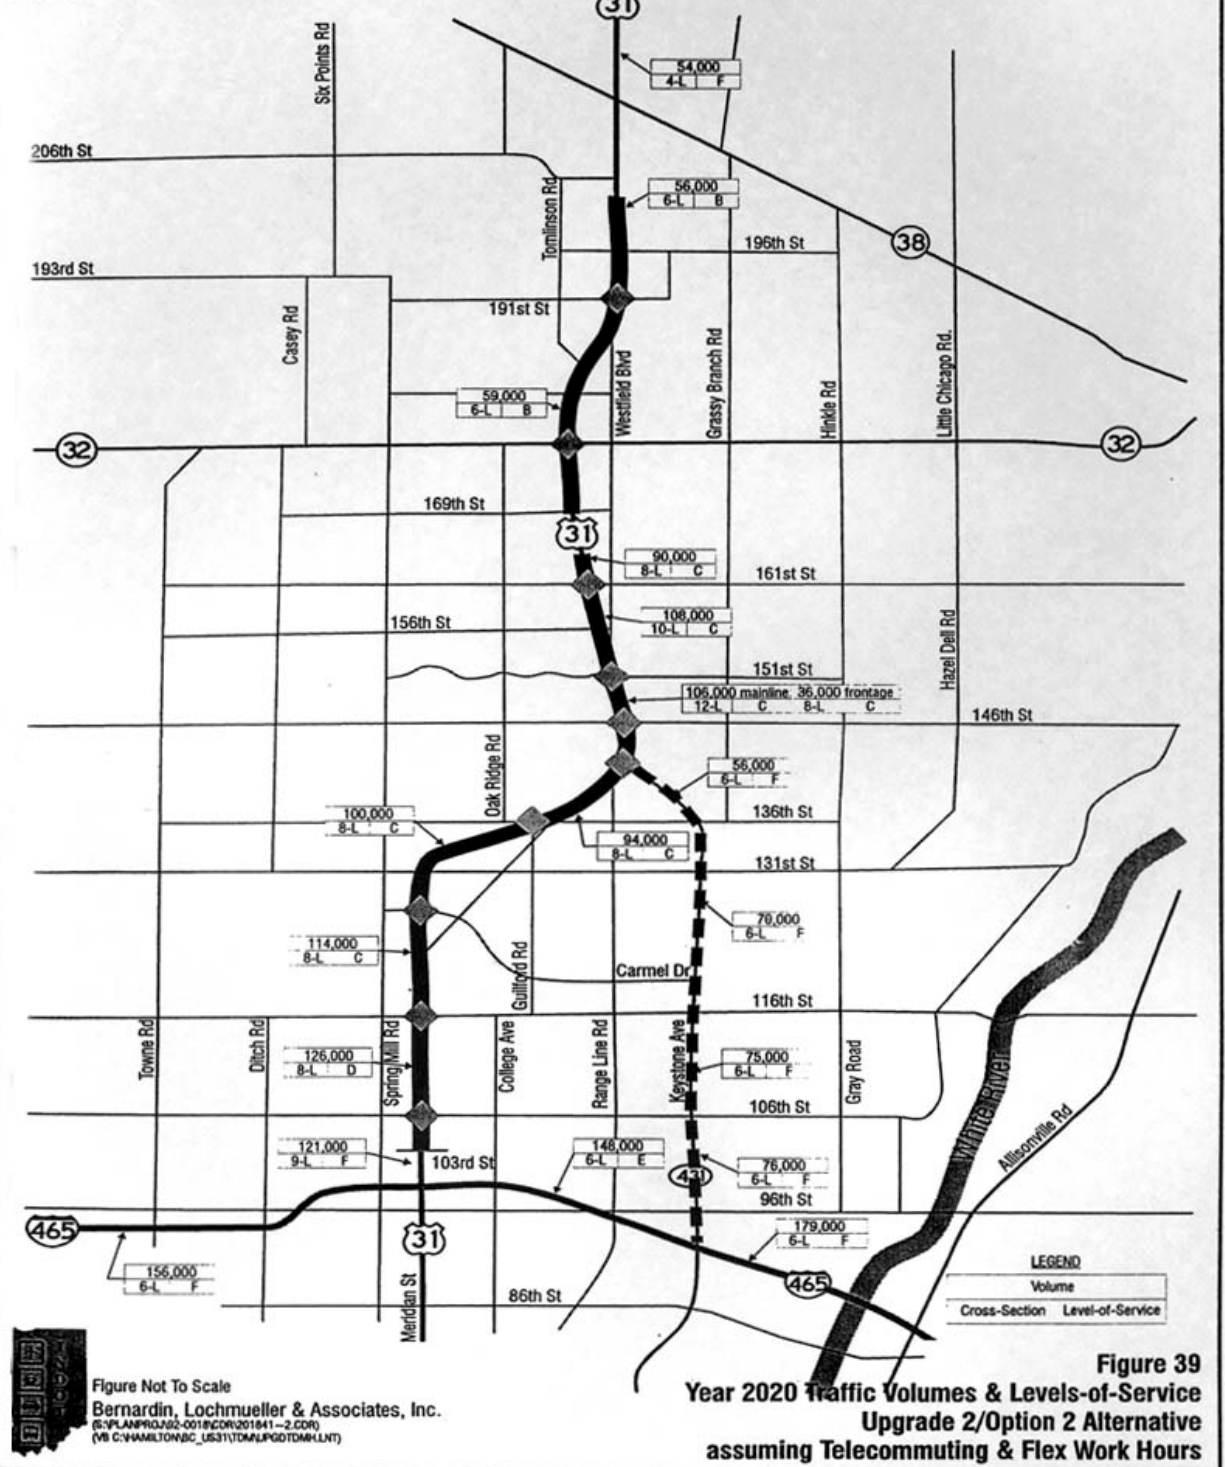 31
54,000
4-L F
Six Points Rd
206th St
Tomlinson Rd
56,000
6-L B
196th St
38
193rd St
191st St
Casey Rd
Westfield Blvd
Grassy Branch Rd
Hinkle Rd
Little Chicago Rd.
59,000
6-L B
32
32
169th St
31
90,000
8-L C
161st St
108,000
10-L C
156th St
151st St
Hazel Dell Rd
106,000 mainline 36,000 frontage
12-L C 8-L C
146th St
Oak Ridge Rd
56,000
6-L F
100,000
8-L C
136th St
94,000
8-L C
131st St
70,000
6-L F
114,000
8-L C
Guilford Rd
Carmel Dr
116th St
Towne Rd
Ditch Rd
Spring Mill Rd
College Ave
Range Line Rd
Keystone Ave
Gray Road
126,000
8-L D
75,000
6-L F
106th St
White River
Allisonville Rd
121,000
9-L F
103rd St
148,000
6-L E
431
76,000
6-L F
96th St
465
31
179,000
6-L F
465
156,000
6-L F
Meridian St
86th St
LEGEND
Volume
Cross-Section Level-of-Service
Figure Not To Scale
Bernardin, Lochmueller & Associates, Inc.
Figure 39
Year 2020 Traffic Volumes & Levels-of-Service
Upgrade 2/Option 2 Alternative
assuming Telecommuting & Flex Work Hours